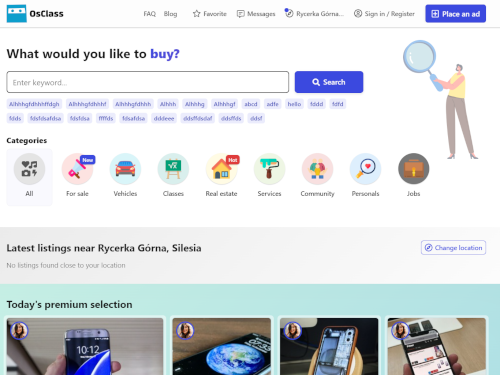 OsClass FAQ Blog Favorite Messages Rycerka Górna... Sign in / Register Place an ad
What would you like to buy?
Enter keyword... Search
Alhhhgfdhhhffdgh Alhhhgfdhhhf Alhhhgfdhhh Alhhh Alhhhg Alhhhgf abcd adfe hello fddd fdfd
fdds fdsfdsafdsa fdsfdsa ffffds fdsafdsa dddeee ddsffdsdaf ddsffds ddsf
Categories
New Hot
All For sale Vehicles Classes Real estate Services Community Personals Jobs
Latest listings near Rycerka Górna, Silesia Change location
No listings found close to your location
Today's premium selection
10:12